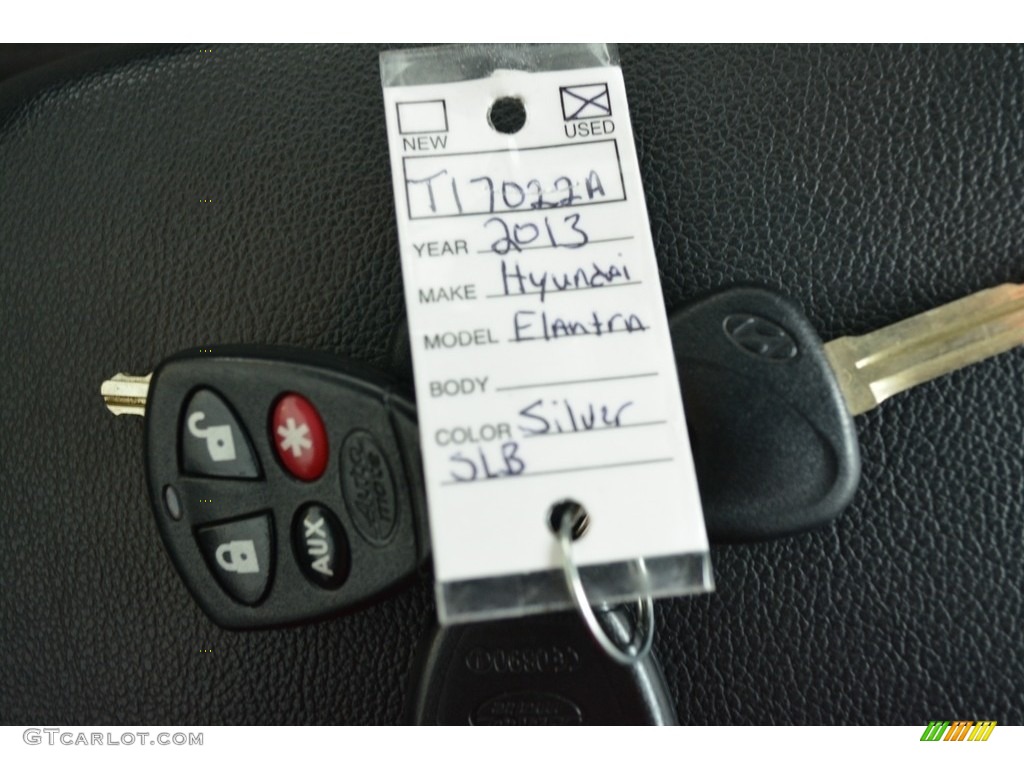 NEW
USED
T17022A
YEAR 2013
MAKE Hyundai
MODEL Elantra
BODY
COLOR Silver
SLB
AUX
GTCARLOT.COM